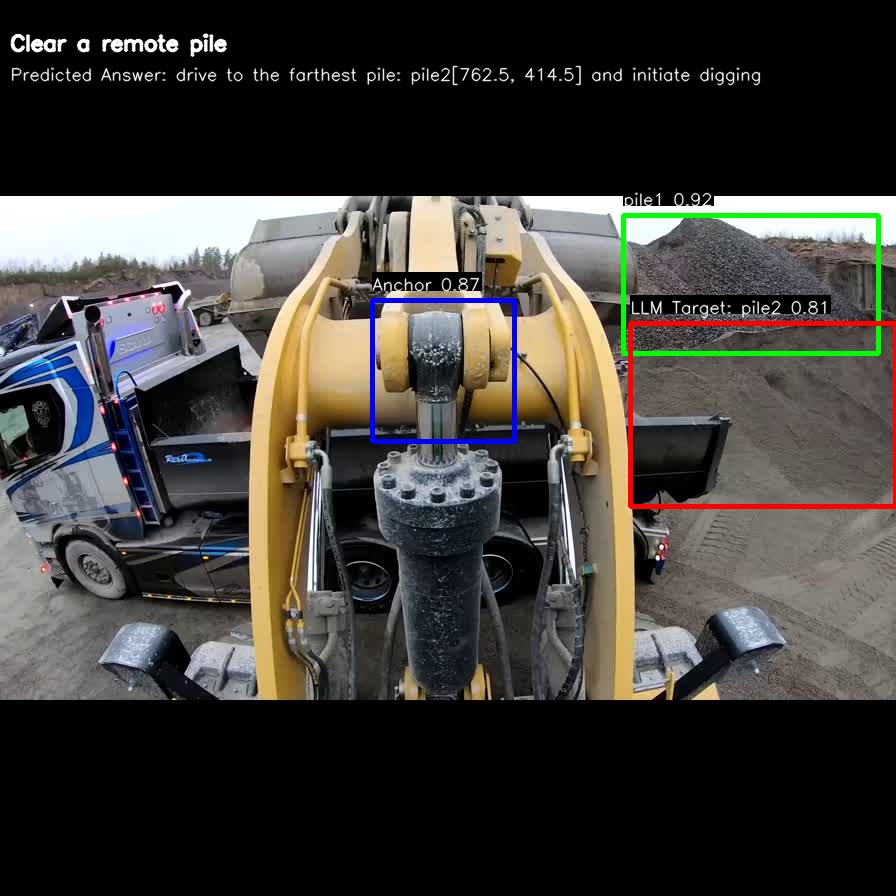 Clear a remote pile
Predicted Answer: drive to the farthest pile: pile2[762.5, 414.5] and initiate digging
pile1 0.92
Anchor 0.87
LLM Target: pile2 0.81
SCANIA